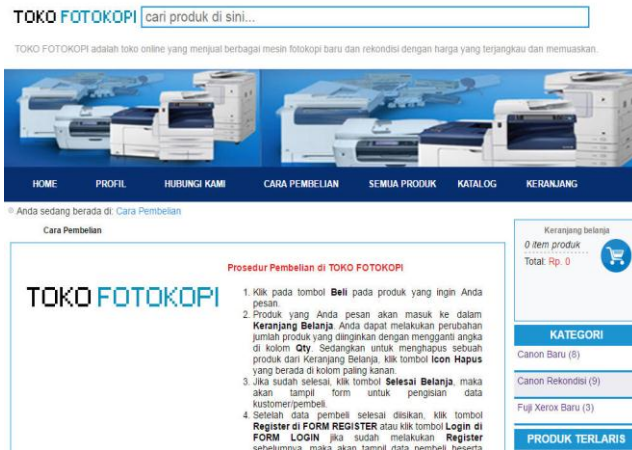 TOKO FOTOKOPI cari produk di sini...
TOKO FOTOKOPI adalah toko online yang menjual berbagai mesin fotokopi baru dan rekondisi dengan harga yang terjangkau dan memuaskan.
HOME PROFIL HUBUNGI KAMI CARA PEMBELIAN SEMUA PRODUK KATALOG KERANJANG
Anda sedang berada di: Cara Pembelian
Cara Pembelian
Prosedur Pembelian di TOKO FOTOKOPI
TOKO FOTOKOPI
1. Klik pada tombol Beli pada produk yang ingin Anda
pesan.
2. Produk yang Anda pesan akan masuk ke dalam
Keranjang Belanja. Anda dapat melakukan perubahan
jumlah produk yang diinginkan dengan mengganti angka
di kolom Qty. Sedangkan untuk menghapus sebuah
produk dari Keranjang Belanja, klik tombol Icon Hapus
yang berada di kolom paling kanan.
3. Jika sudah selesai, klik tombol Selesai Belanja, maka
akan tampil form untuk pengisian data
kustomer/pembeli.
4. Setelah data pembeli selesai diisikan, klik tombol
Register di FORM REGISTER atau klik tombol Login di
FORM LOGIN jika sudah melakukan Register
sebelumnya, maka akan tampil data pembeli beserta
Keranjang belanja
0 item produk
Total: Rp. 0
KATEGORI
Canon Baru (8)
Canon Rekondisi (9)
Fuji Xerox Baru (3)
PRODUK TERLARIS